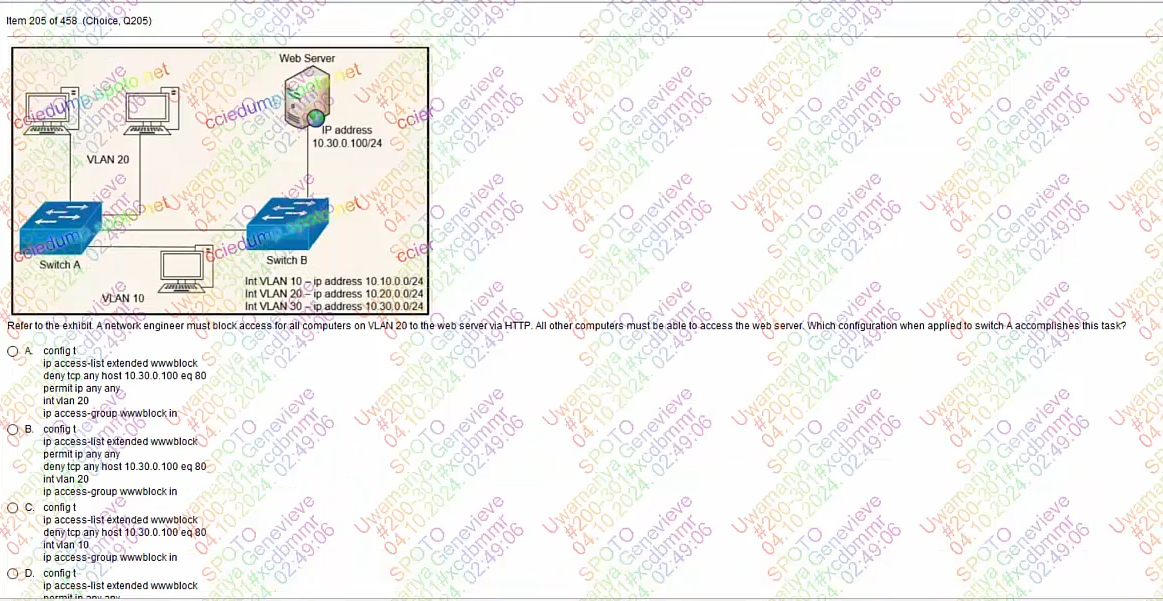 Item 205 of 458 (Choice, Q205)
Web Server
IP address
10.30.0.100/24
VLAN 20
Switch A
Switch B
VLAN 10
Int VLAN 10 – ip address 10.10.0.0/24
Int VLAN 20 – ip address 10.20.0.0/24
Int VLAN 30 – ip address 10.30.0.0/24
Refer to the exhibit. A network engineer must block access for all computers on VLAN 20 to the web server via HTTP. All other computers must be able to access the web server. Which configuration when applied to switch A accomplishes this task?
A. config t
ip access-list extended wwwblock
deny tcp any host 10.30.0.100 eq 80
permit ip any any
int vlan 20
ip access-group wwwblock in
B. config t
ip access-list extended wwwblock
permit ip any any
deny tcp any host 10.30.0.100 eq 80
int vlan 20
ip access-group wwwblock in
C. config t
ip access-list extended wwwblock
deny tcp any host 10.30.0.100 eq 80
int vlan 10
ip access-group wwwblock in
D. config t
ip access-list extended wwwblock
permit ip any any